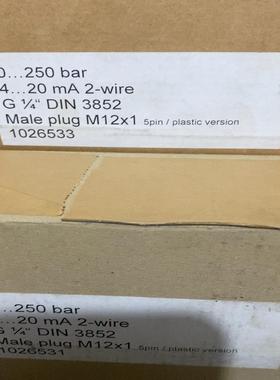 0...250 bar
4...20 mA 2-wire
G ¼“ DIN 3852
Male plug M12x1 5pin / plastic version
1026533
...250 bar
...20 mA 2-wire
G ¼“ DIN 3852
Male plug M12x1 5pin / plastic version
1026531